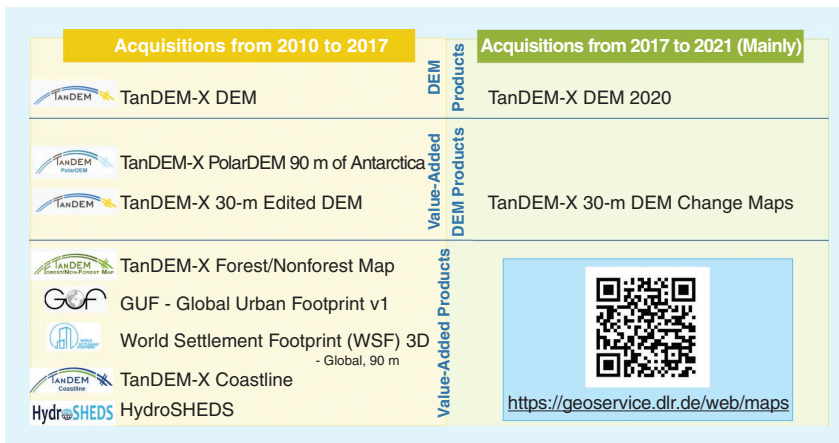 Acquisitions from 2010 to 2017
Acquisitions from 2017 to 2021 (Mainly)
DEM
Products
TanDEM
TanDEM-X DEM
TanDEM-X DEM 2020
Value-Added
DEM Products
TanDEM
PolarDEM
TanDEM-X PolarDEM 90 m of Antarctica
TanDEM
TanDEM-X 30-m Edited DEM
TanDEM-X 30-m DEM Change Maps
Value-Added Products
TanDEM
Forest/Non-Forest Map
TanDEM-X Forest/Nonforest Map
GUF
GUF - Global Urban Footprint v1
WORLD
SETTLEMENT
FOOTPRINT
World Settlement Footprint (WSF) 3D
- Global, 90 m
TanDEM
Coastline
TanDEM-X Coastline
HydroSHEDS
HydroSHEDS
https://geoservice.dlr.de/web/maps